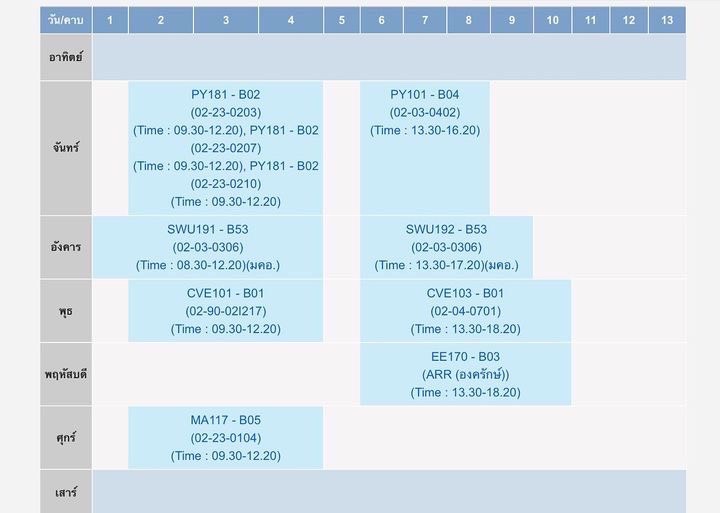 วัน/คาบ 1 2 3 4 5 6 7 8 9 10 11 12 13
อาทิตย์
จันทร์
PY181 - B02
(02-23-0203)
(Time : 09.30-12.20), PY181 - B02
(02-23-0207)
(Time : 09.30-12.20), PY181 - B02
(02-23-0210)
(Time : 09.30-12.20)
PY101 - B04
(02-03-0402)
(Time : 13.30-16.20)
อังคาร
SWU191 - B53
(02-03-0306)
(Time : 08.30-12.20)(มคอ.)
SWU192 - B53
(02-03-0306)
(Time : 13.30-17.20)(มคอ.)
พุธ
CVE101 - B01
(02-90-02I217)
(Time : 09.30-12.20)
CVE103 - B01
(02-04-0701)
(Time : 13.30-18.20)
พฤหัสบดี
EE170 - B03
(ARR (องครักษ์))
(Time : 13.30-18.20)
ศุกร์
MA117 - B05
(02-23-0104)
(Time : 09.30-12.20)
เสาร์